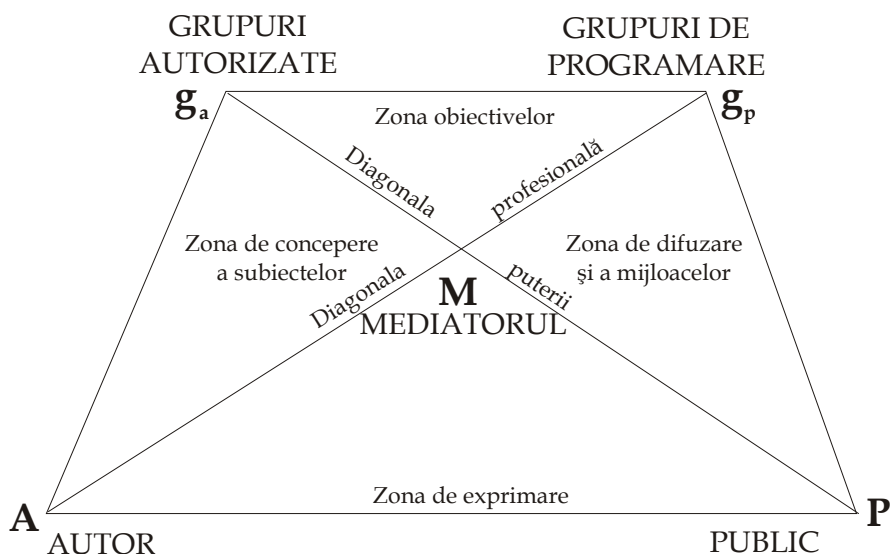 GRUPURI
AUTORIZATE
GRUPURI DE
PROGRAMARE
gₐ
gₚ
Zona obiectivelor
Diagonala
profesională
Zona de concepere
a subiectelor
Zona de difuzare
şi a mijloacelor
Diagonala
puterii
M
MEDIATORUL
Zona de exprimare
A
AUTOR
P
PUBLIC